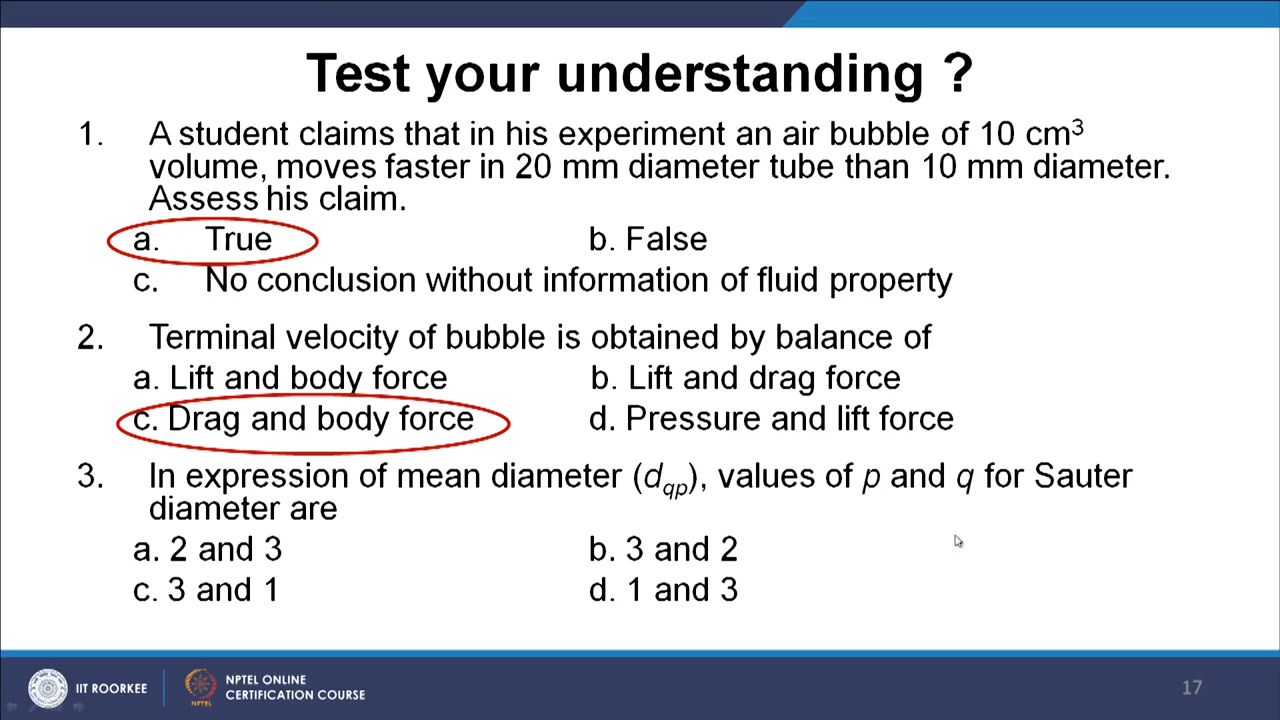 Test your understanding ?
1. A student claims that in his experiment an air bubble of 10 cm³
volume, moves faster in 20 mm diameter tube than 10 mm diameter.
Assess his claim.
a. True b. False
c. No conclusion without information of fluid property
2. Terminal velocity of bubble is obtained by balance of
a. Lift and body force b. Lift and drag force
c. Drag and body force d. Pressure and lift force
3. In expression of mean diameter (d_qp), values of p and q for Sauter
diameter are
a. 2 and 3 b. 3 and 2
c. 3 and 1 d. 1 and 3
IIT ROORKEE
NPTEL ONLINE
CERTIFICATION COURSE
NPTEL
17